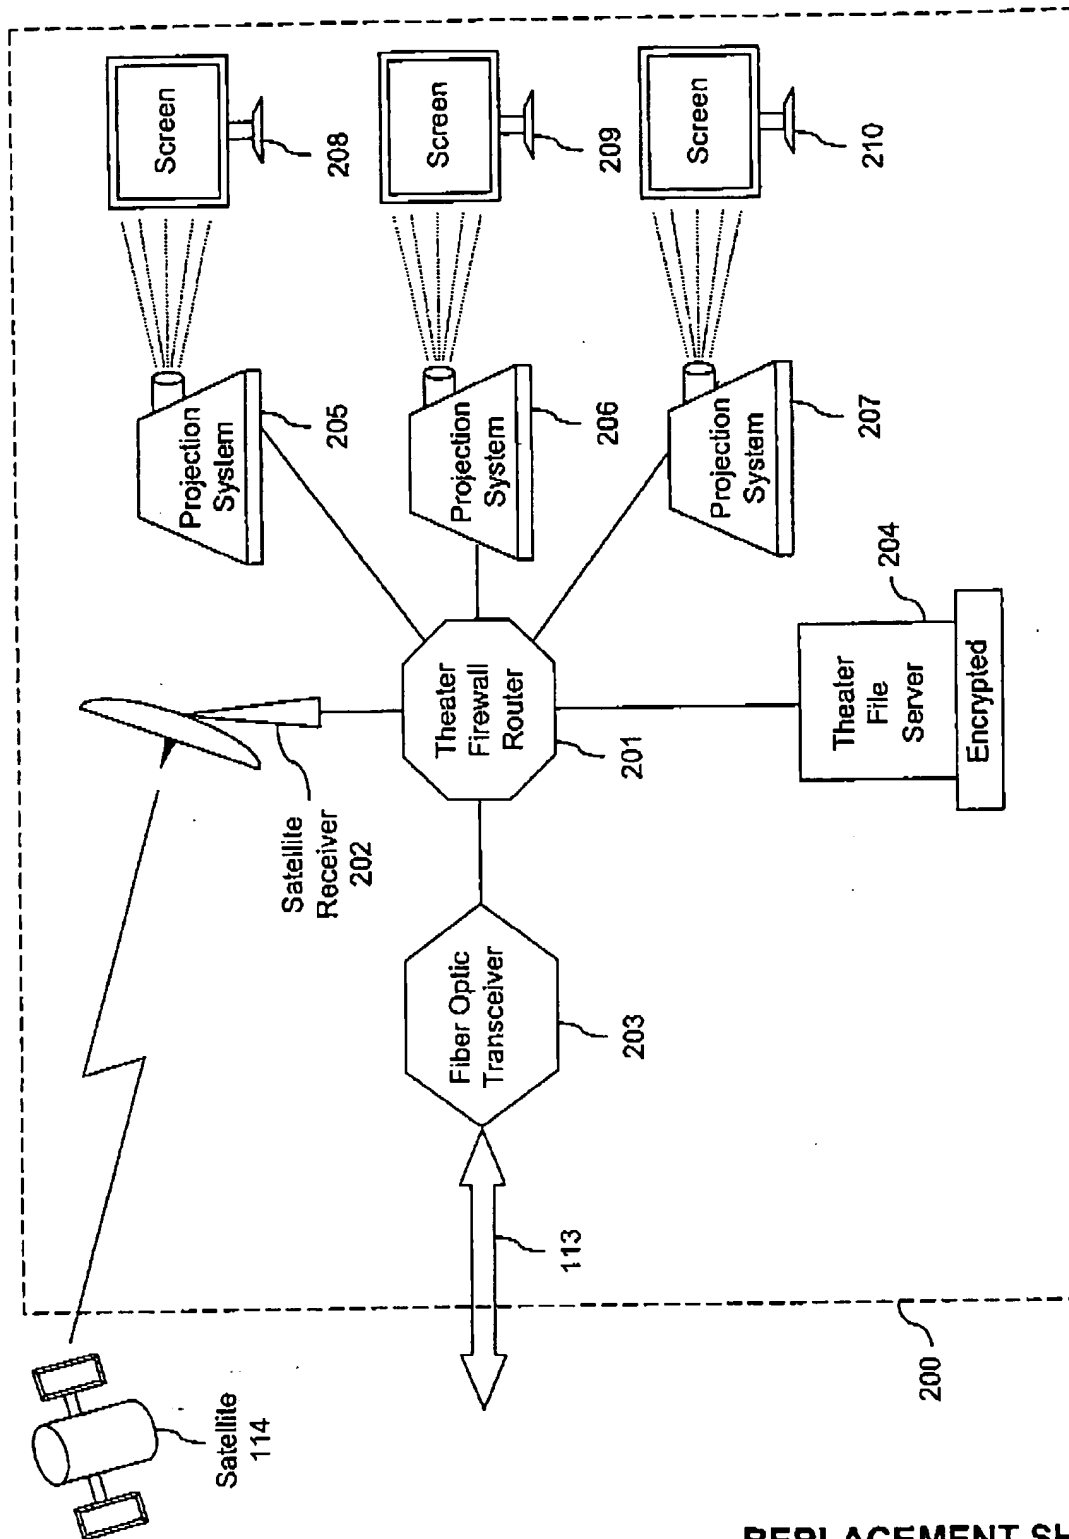 Satellite
114
Satellite
Receiver
202
Screen
208
Projection
System
205
Screen
209
Projection
System
206
Screen
210
Projection
System
207
Theater
Firewall
Router
201
Fiber Optic
Transceiver
203
113
Theater
File
Server
204
Encrypted
200